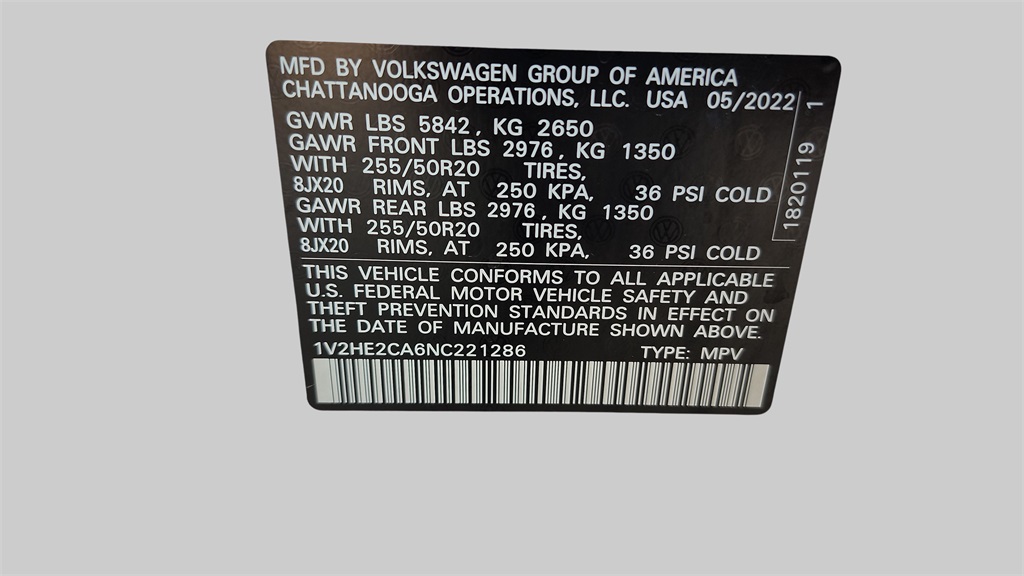 MFD BY VOLKSWAGEN GROUP OF AMERICA
CHATTANOOGA OPERATIONS, LLC. USA 05/2022
GVWR LBS 5842, KG 2650
GAWR FRONT LBS 2976, KG 1350
WITH 255/50R20 TIRES,
8JX20 RIMS, AT 250 KPA, 36 PSI COLD
GAWR REAR LBS 2976, KG 1350
WITH 255/50R20 TIRES,
8JX20 RIMS, AT 250 KPA, 36 PSI COLD
THIS VEHICLE CONFORMS TO ALL APPLICABLE
U.S. FEDERAL MOTOR VEHICLE SAFETY AND
THEFT PREVENTION STANDARDS IN EFFECT ON
THE DATE OF MANUFACTURE SHOWN ABOVE.
1V2HE2CA6NC221286 TYPE: MPV
1820119 1